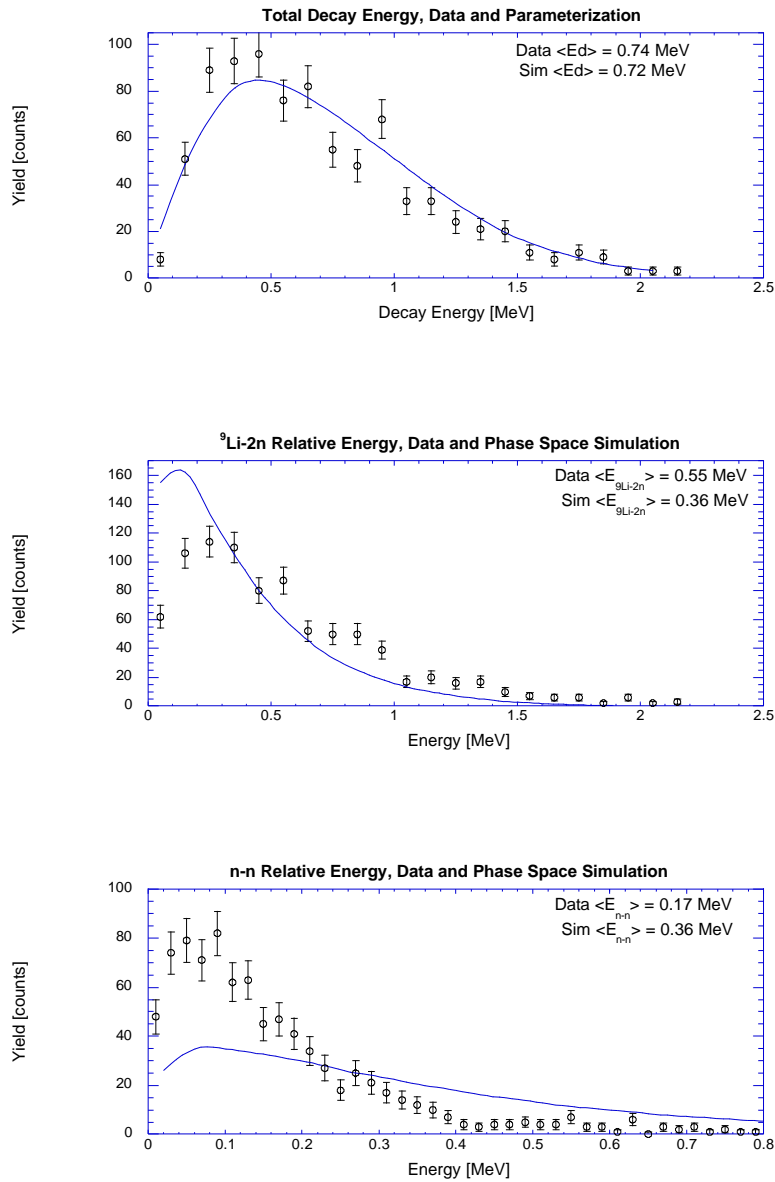 Total Decay Energy, Data and Parameterization
Data <Ed> = 0.74 MeV
Sim <Ed> = 0.72 MeV
Yield [counts]
100
80
60
40
20
0
0 0.5 1 1.5 2 2.5
Decay Energy [MeV]
9Li-2n Relative Energy, Data and Phase Space Simulation
Data <E9Li-2n> = 0.55 MeV
Sim <E9Li-2n> = 0.36 MeV
Yield [counts]
160
140
120
100
80
60
40
20
0
0 0.5 1 1.5 2 2.5
Energy [MeV]
n-n Relative Energy, Data and Phase Space Simulation
Data <En-n> = 0.17 MeV
Sim <En-n> = 0.36 MeV
Yield [counts]
100
80
60
40
20
0
0 0.1 0.2 0.3 0.4 0.5 0.6 0.7 0.8
Energy [MeV]